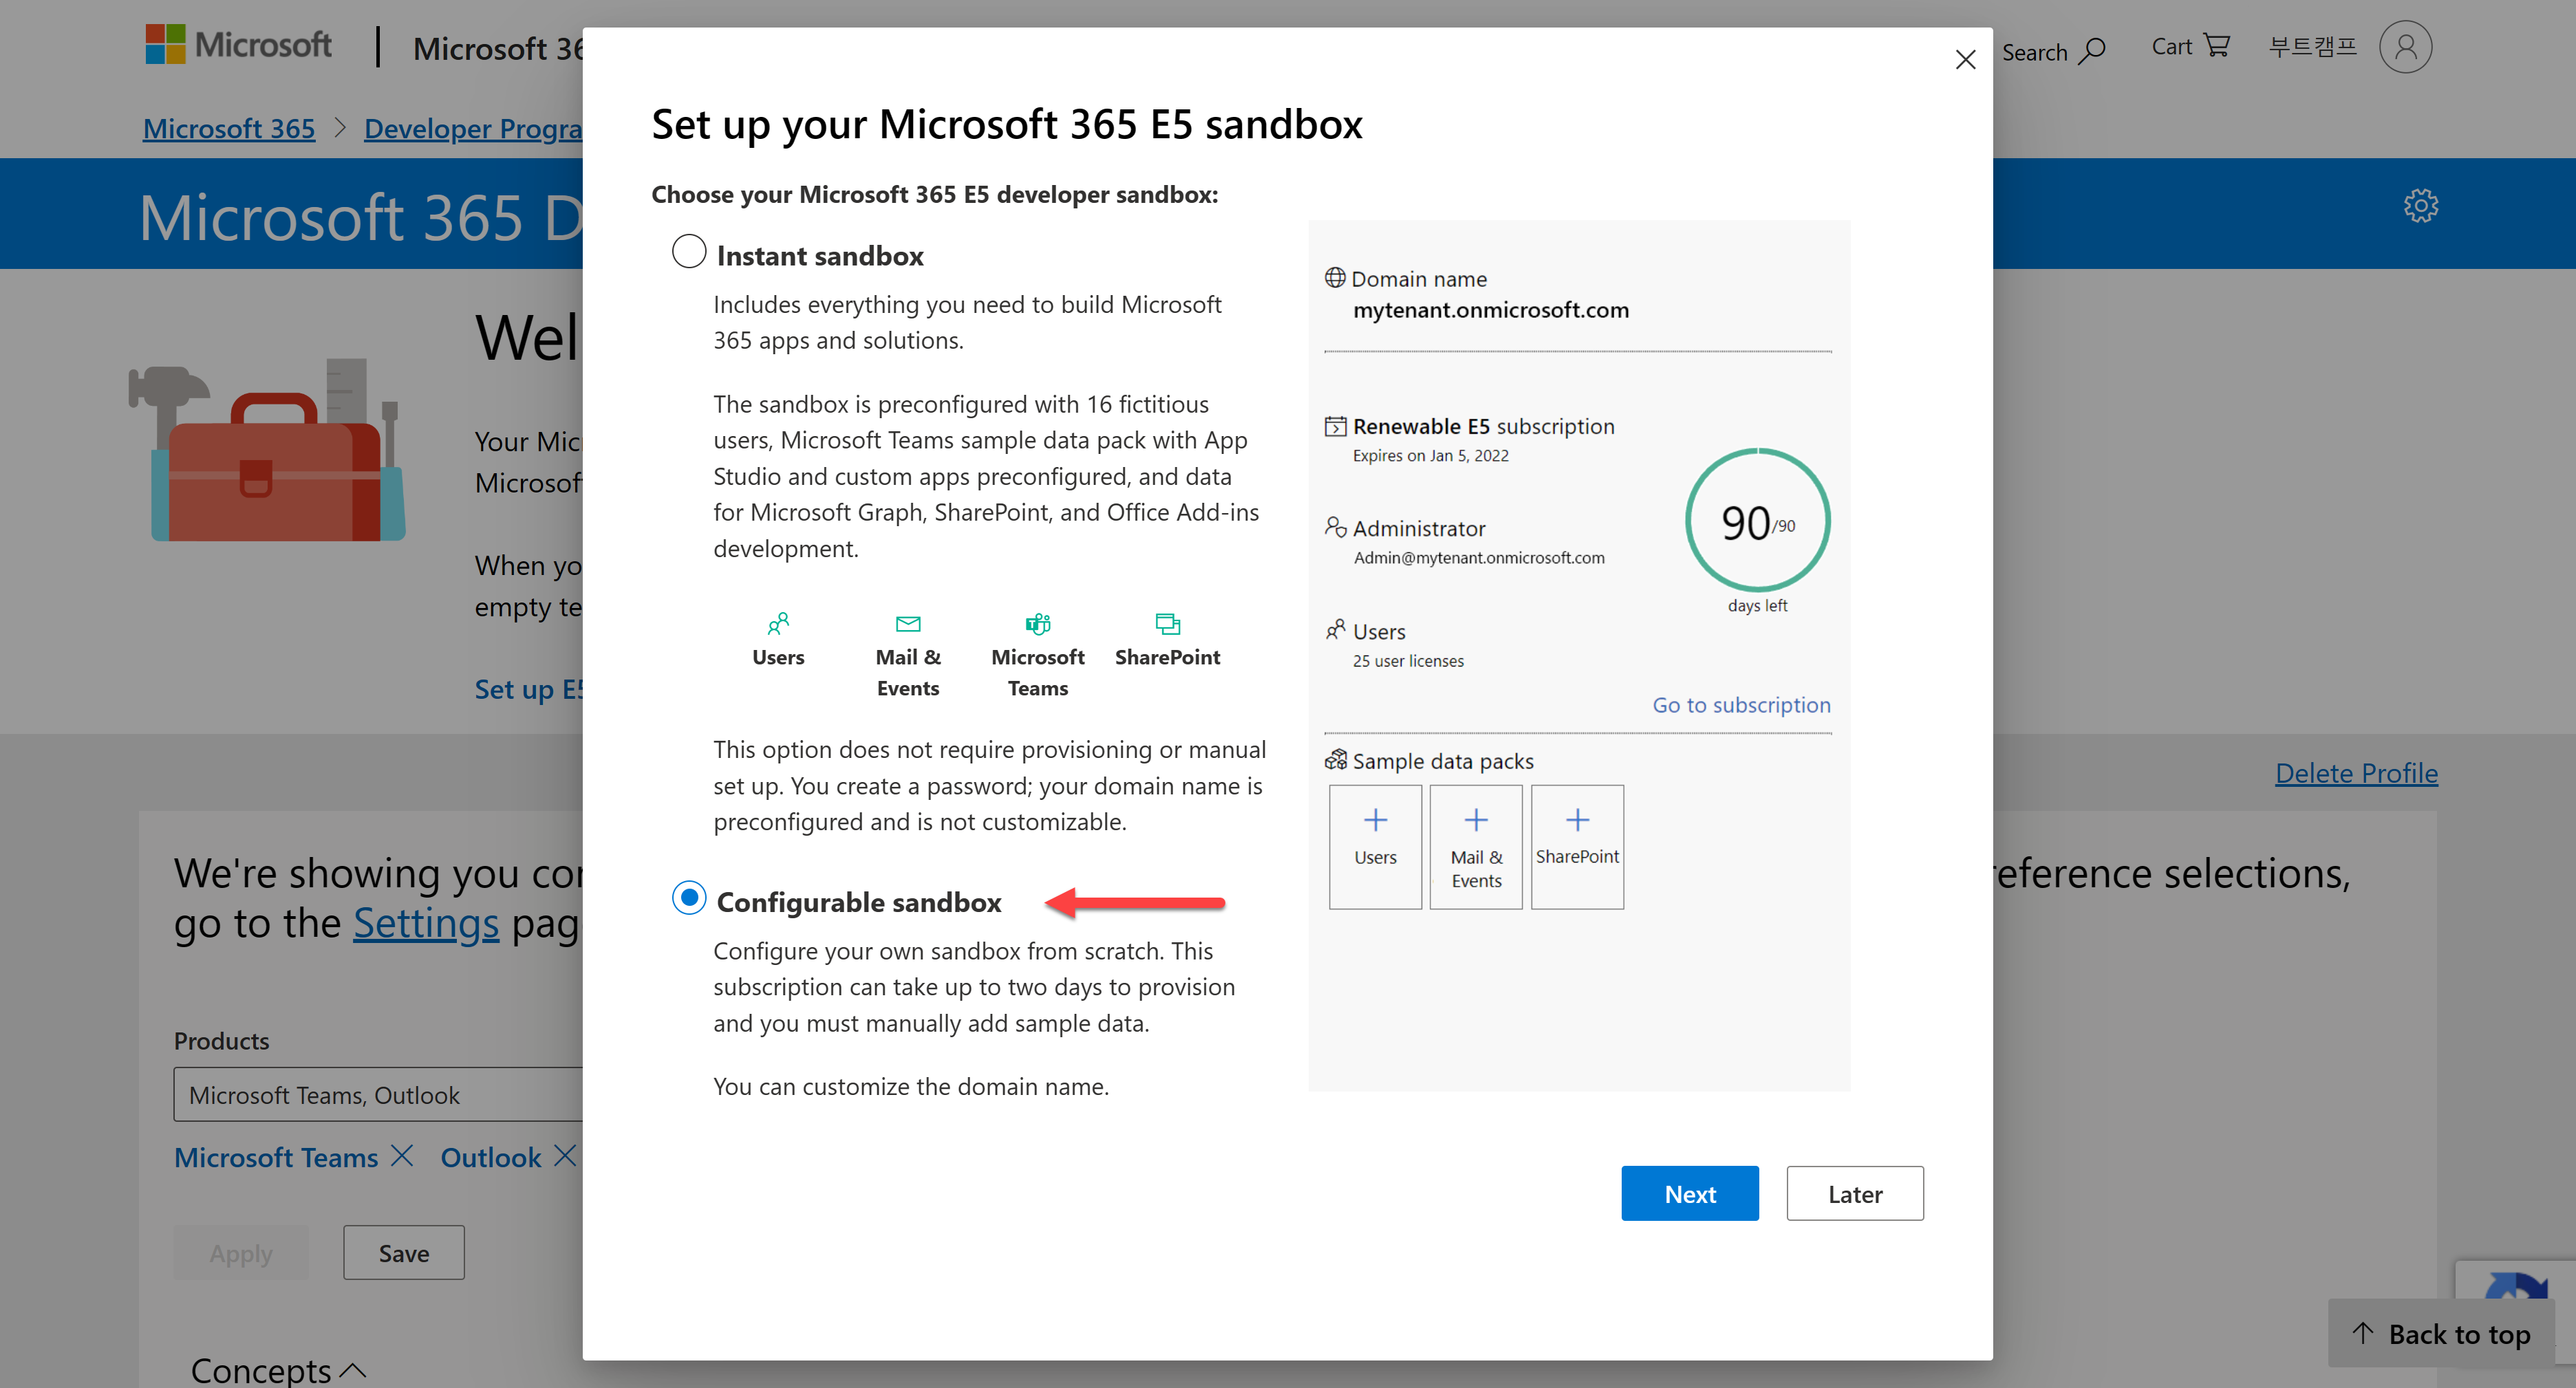 Microsoft
Microsoft 36
Search
Cart
부트캠프
Microsoft 365 > Developer Progra
Microsoft 365 D
Wel
Your Mic
Microsof
When yo
empty te
Set up E5
Delete Profile
We're showing you con
eference selections,
go to the Settings pag
Products
Microsoft Teams, Outlook
Microsoft Teams
Outlook
Apply
Save
Concepts
Set up your Microsoft 365 E5 sandbox
Choose your Microsoft 365 E5 developer sandbox:
Instant sandbox
Includes everything you need to build Microsoft
365 apps and solutions.
The sandbox is preconfigured with 16 fictitious
users, Microsoft Teams sample data pack with App
Studio and custom apps preconfigured, and data
for Microsoft Graph, SharePoint, and Office Add-ins
development.
Users
Mail &
Events
Microsoft
Teams
SharePoint
This option does not require provisioning or manual
set up. You create a password; your domain name is
preconfigured and is not customizable.
Configurable sandbox
Configure your own sandbox from scratch. This
subscription can take up to two days to provision
and you must manually add sample data.
You can customize the domain name.
Domain name
mytenant.onmicrosoft.com
Renewable E5 subscription
Expires on Jan 5, 2022
Administrator
Admin@mytenant.onmicrosoft.com
90/90
days left
Users
25 user licenses
Go to subscription
Sample data packs
Users
Mail &
Events
SharePoint
Next
Later
Back to top